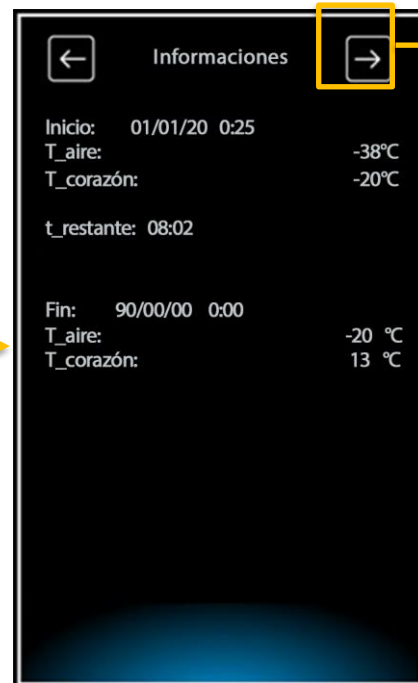 Informaciones
Inicio: 01/01/20 0:25
T_aire: -38°C
T_corazón: -20°C
t_restante: 08:02
Fin: 90/00/00 0:00
T_aire: -20 °C
T_corazón: 13 °C